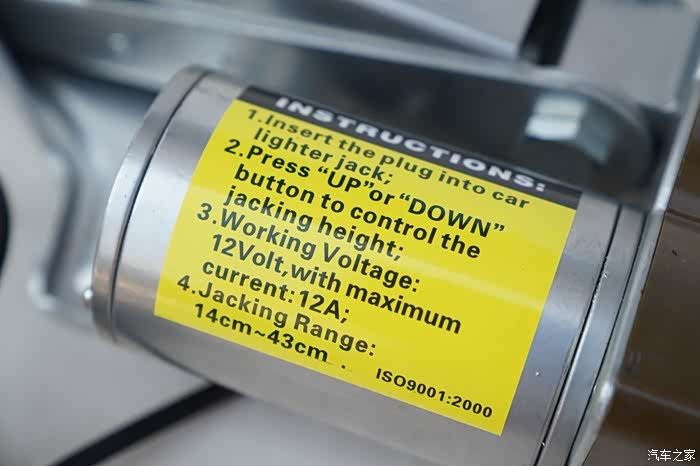 INSTRUCTIONS:
1.Insert the plug into car
lighter jack;
2.Press “UP”or “DOWN”
button to control the
jacking height;
3.Working Voltage:
12Volt,with maximum
current:12A;
4.Jacking Range:
14cm~43cm
ISO9001:2000
汽车之家